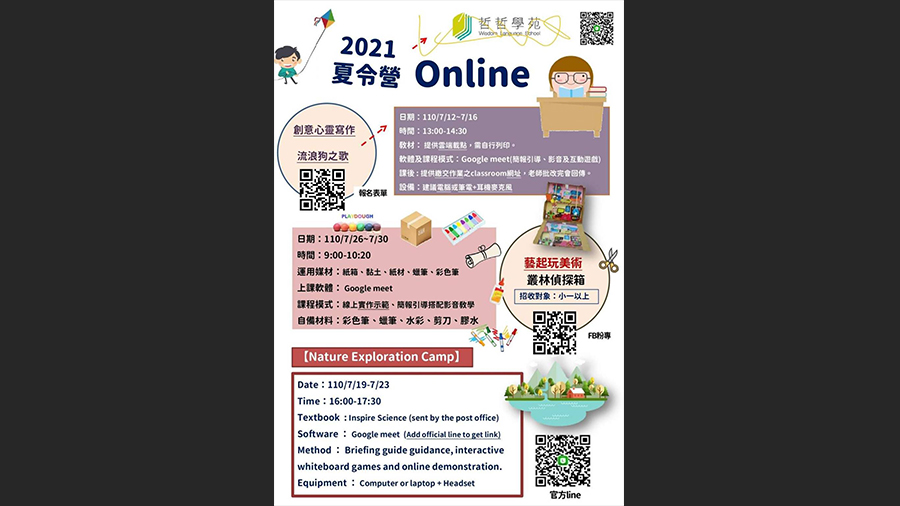 哲哲學苑
Wisdom Language School
2021
夏令營 Online
創意心靈寫作
流浪狗之歌
報名表單
日期：110/7/12~7/16
時間：13:00-14:30
教材： 提供雲端載點，需自行列印。
軟體及課程模式：Google meet(簡報引導、影音及互動遊戲)
課後：提供繳交作業之classroom網址，老師批改完會回傳。
設備：建議電腦或筆電+耳機麥克風
PLAYDOUGH
日期：110/7/26~7/30
時間：9:00-10:20
運用媒材：紙箱、黏土、紙材、蠟筆、彩色筆
上課軟體： Google meet
課程模式：線上實作示範、簡報引導搭配影音教學
自備材料：彩色筆、蠟筆、水彩、剪刀、膠水
藝起玩美術
叢林偵探箱
招收對象：小一以上
FB粉專
【Nature Exploration Camp】
Date：110/7/19-7/23
Time：16:00-17:30
Textbook ：Inspire Science (sent by the post office)
Software ： Google meet (Add official line to get link)
Method ： Briefing guide guidance, interactive
whiteboard games and online demonstration.
Equipment ： Computer or laptop + Headset
官方line